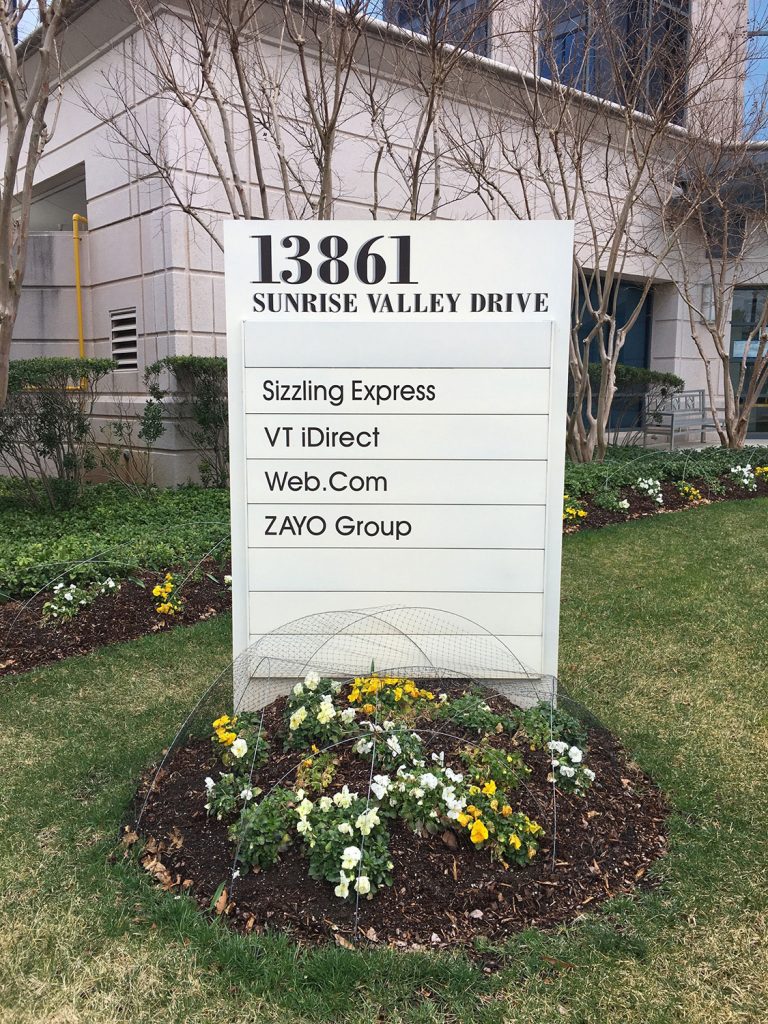 13861
SUNRISE VALLEY DRIVE
Sizzling Express
VT iDirect
Web.Com
ZAYO Group